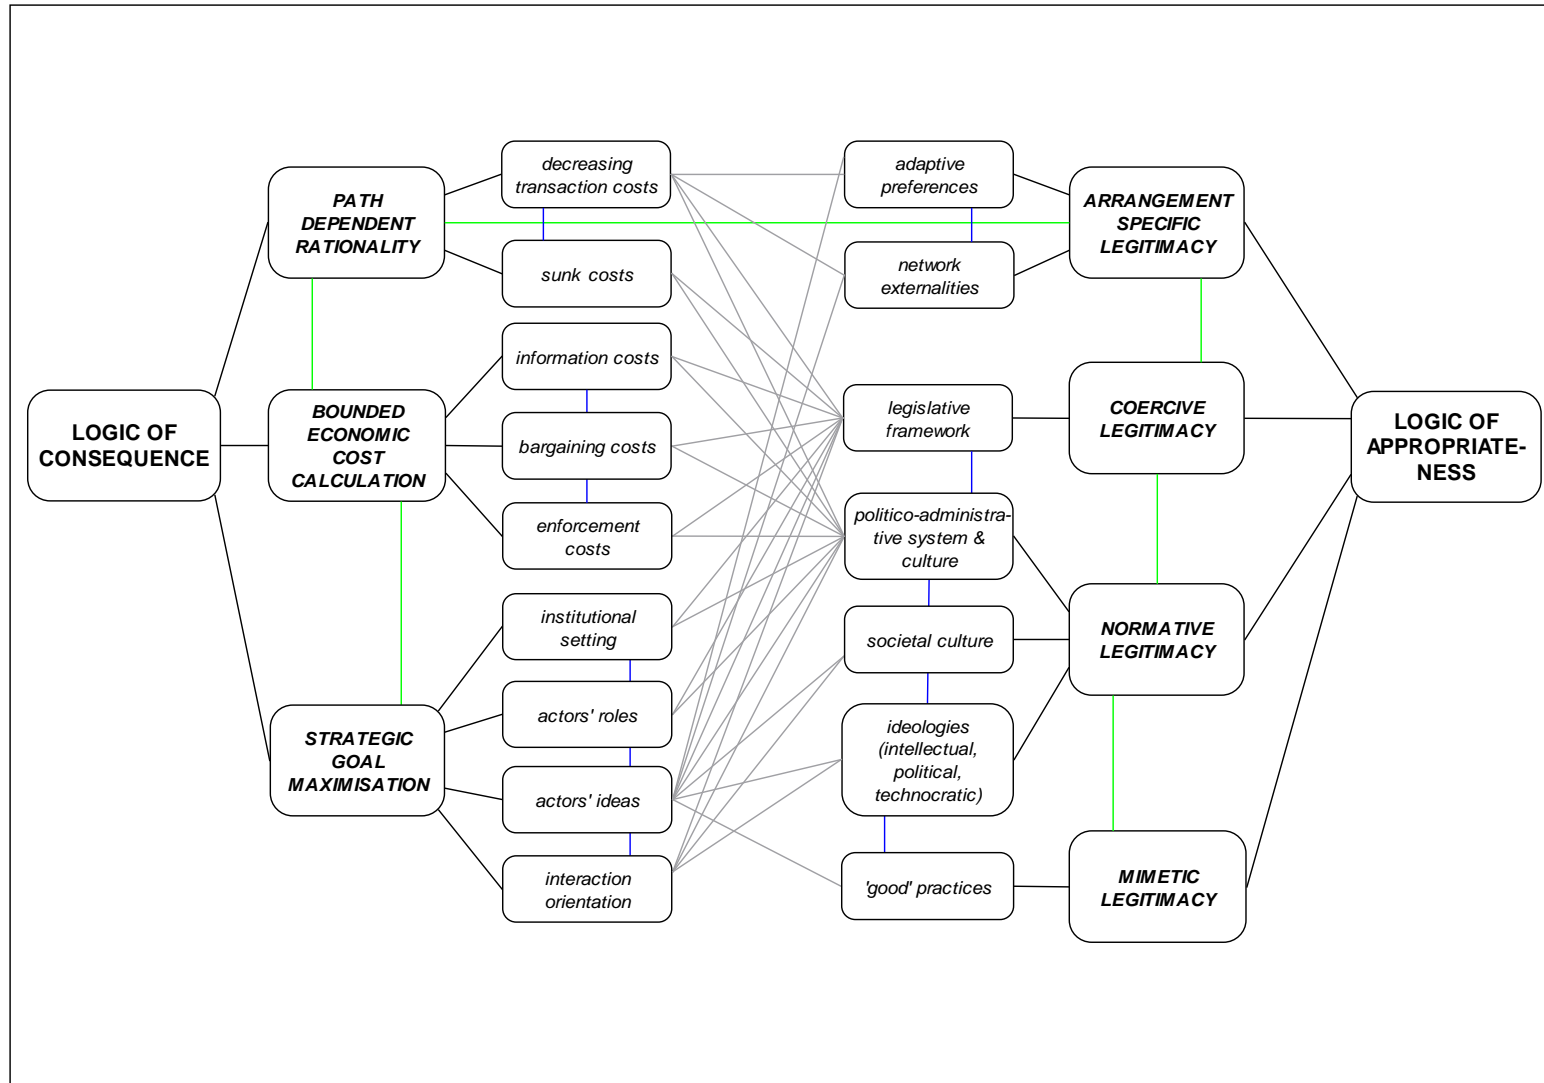 LOGIC OF
CONSEQUENCE
PATH
DEPENDENT
RATIONALITY
BOUNDED
ECONOMIC
COST
CALCULATION
STRATEGIC
GOAL
MAXIMISATION
decreasing
transaction costs
sunk costs
information costs
bargaining costs
enforcement
costs
institutional
setting
actors' roles
actors' ideas
interaction
orientation
adaptive
preferences
network
externalities
legislative
framework
politico-administra-
tive system &
culture
societal culture
ideologies
(intellectual,
political,
technocratic)
'good' practices
ARRANGEMENT
SPECIFIC
LEGITIMACY
COERCIVE
LEGITIMACY
NORMATIVE
LEGITIMACY
MIMETIC
LEGITIMACY
LOGIC OF
APPROPRIATE-
NESS